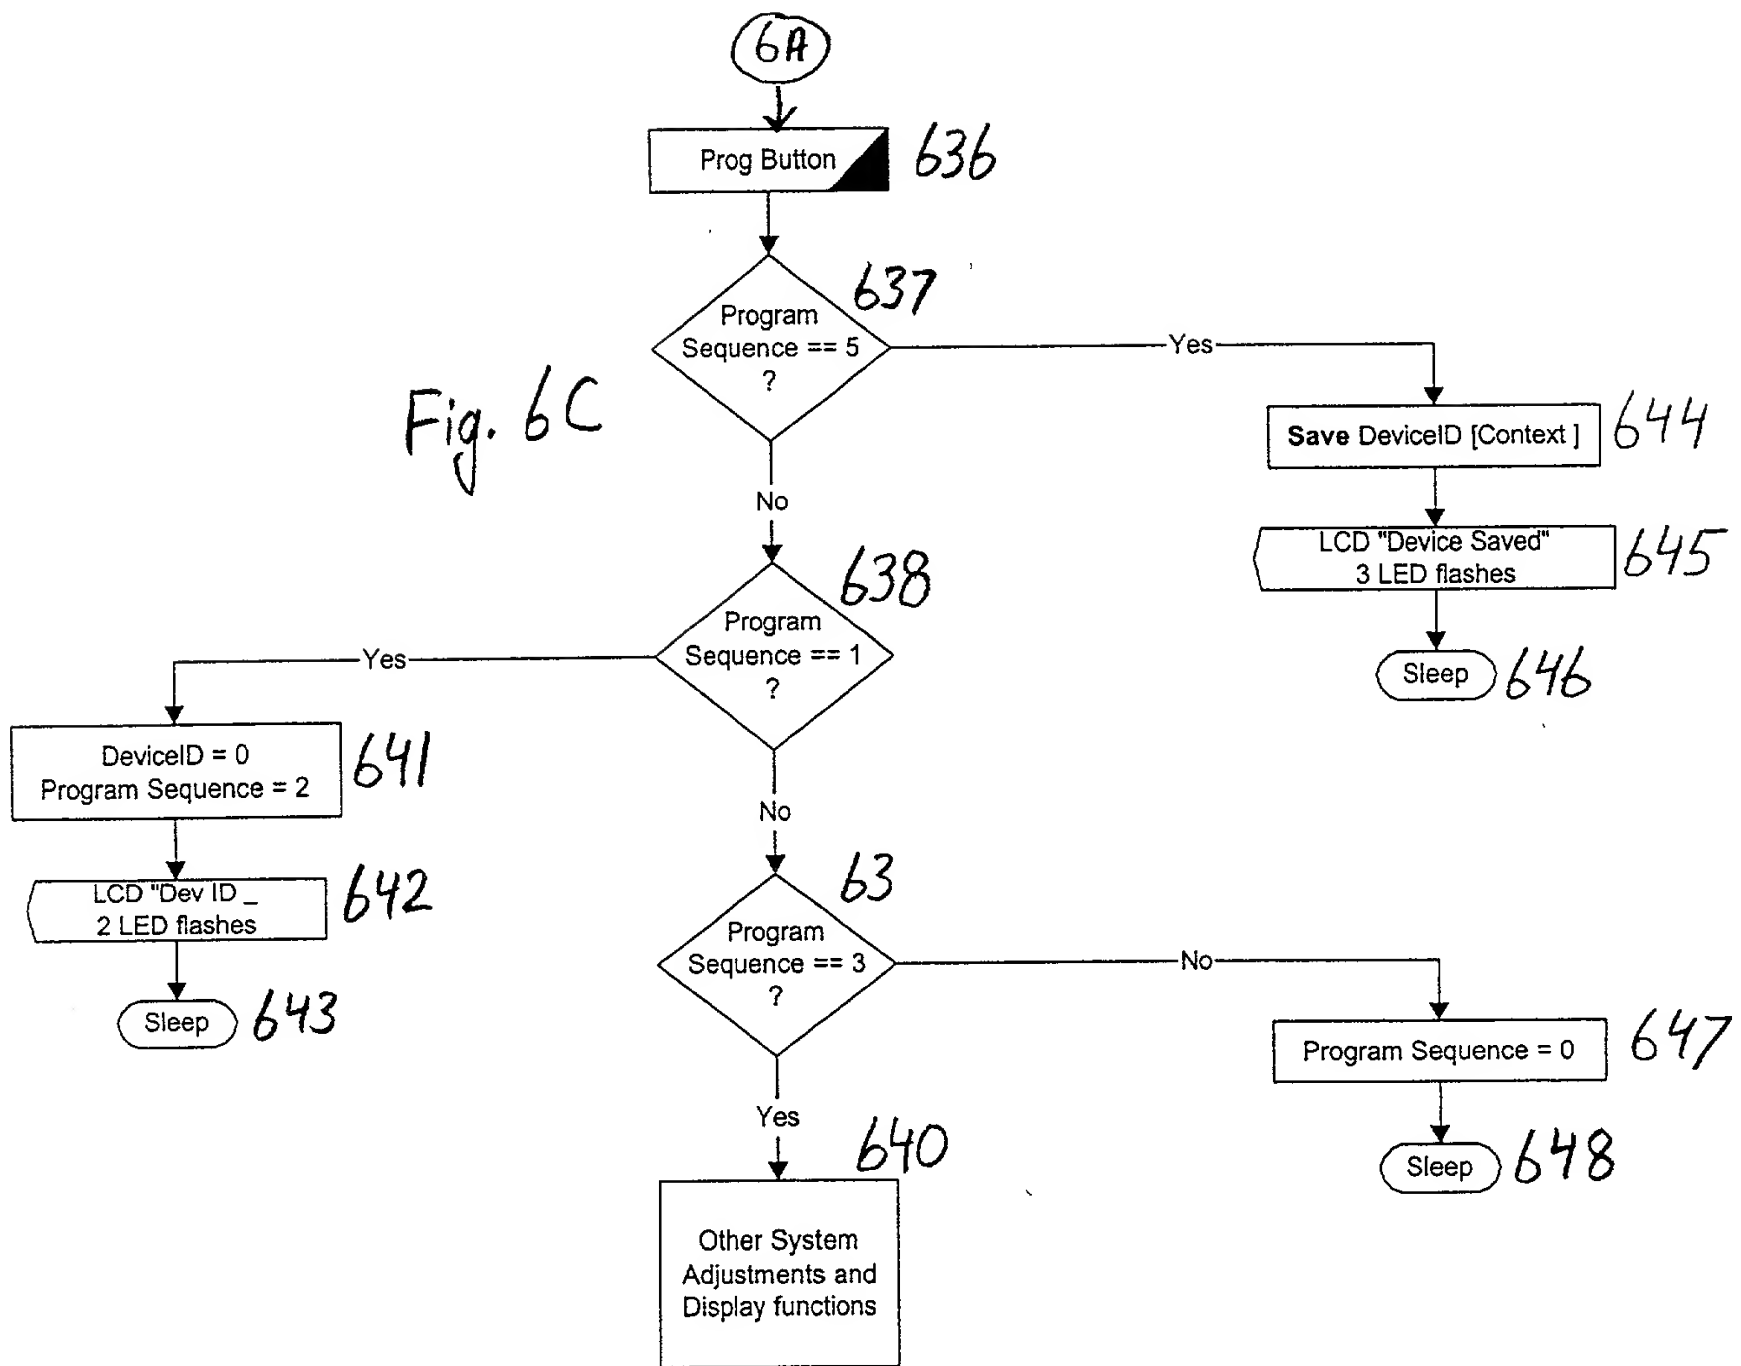 6A
Prog Button
636
637
Program
Sequence == 5
?
Yes
Fig. 6C
Save DeviceID [Context ]
644
No
LCD "Device Saved"
3 LED flashes
645
638
Program
Sequence == 1
?
Yes
Sleep
646
DeviceID = 0
Program Sequence = 2
641
No
LCD "Dev ID _
2 LED flashes
642
63
Program
Sequence == 3
?
No
Sleep
643
Program Sequence = 0
647
Yes
640
Sleep
648
Other System
Adjustments and
Display functions